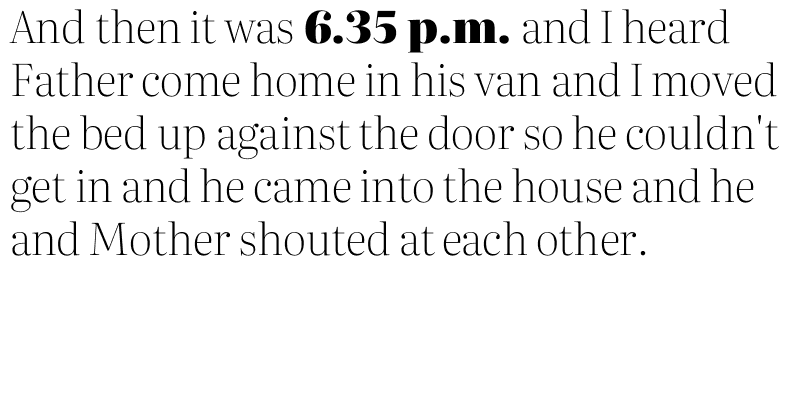 And then it was 6.35 p.m. and I heard
Father come home in his van and I moved
the bed up against the door so he couldn't
get in and he came into the house and he
and Mother shouted at each other.